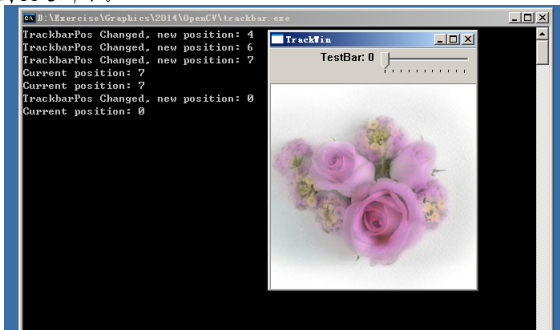 D:\Exercise\Graphics\2014\OpenCV\trackbar.exe
TrackbarPos Changed, new position: 4
TrackbarPos Changed, new position: 6
TrackbarPos Changed, new position: 7
Current position: 7
Current position: 7
TrackbarPos Changed, new position: 0
Current position: 0
TrackWin
TestBar: 0